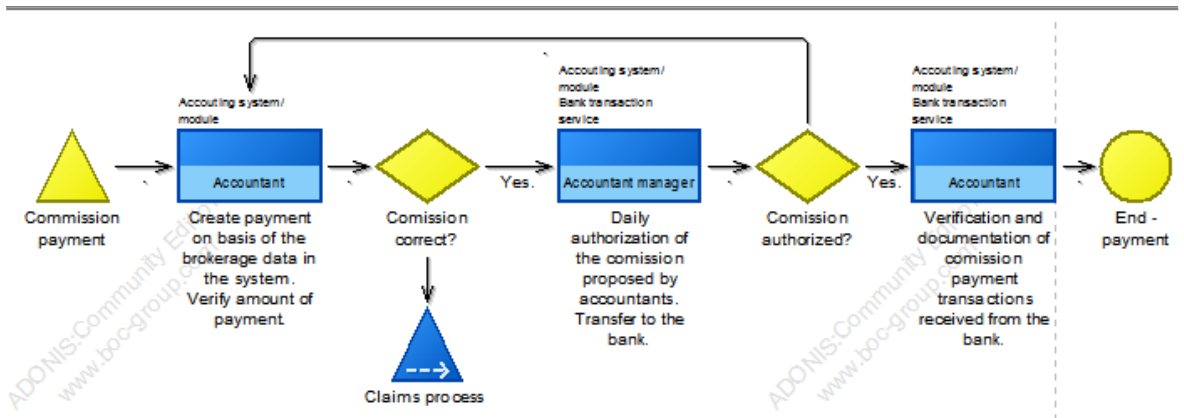 Accouting system/
module
Accountant
Commission
payment
Create payment
on basis of the
brokerage data in
the system.
Verify amount of
payment.
Comission
correct?
Yes.
Claims process
Accouting system/
module
Bank transaction
service
Accountant manager
Daily
authorization of
the comission
proposed by
accountants.
Transfer to the
bank.
Comission
authorized?
Yes.
Accouting system/
module
Bank transaction
service
Accountant
Verification and
documentation of
comission
payment
transactions
received from the
bank.
End -
payment
ADONIS:Community Edition
www.boc-group.com
ADONIS:Community Edition
www.boc-group.com